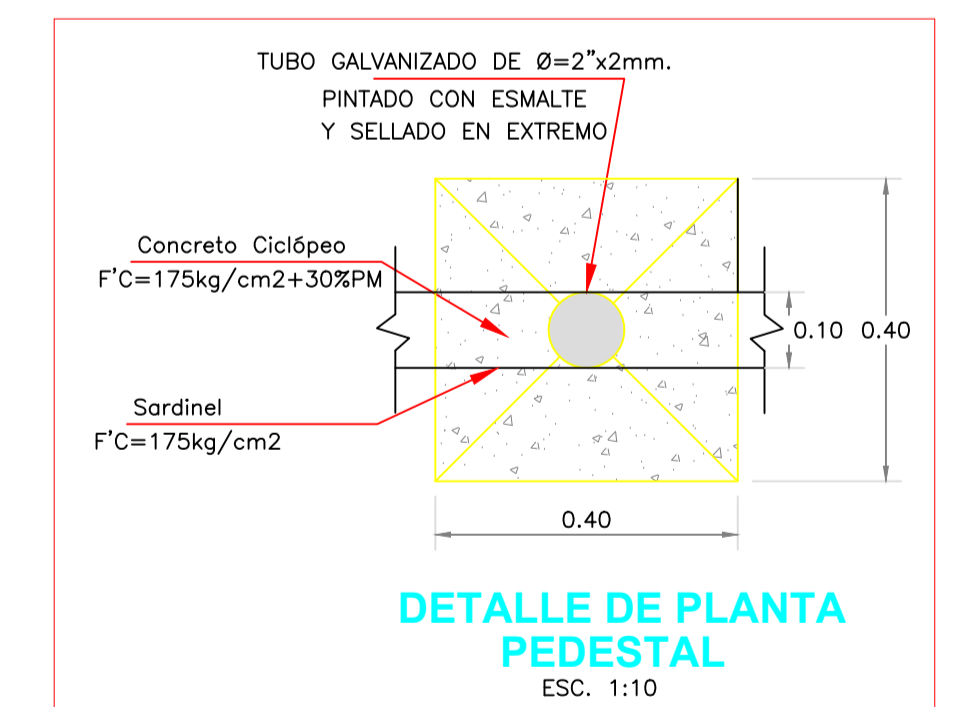 TUBO GALVANIZADO DE Ø=2"x2mm.
PINTADO CON ESMALTE
Y SELLADO EN EXTREMO
Concreto Ciclópeo
F'C=175kg/cm2+30%PM
0.10
0.40
Sardinel
F'C=175kg/cm2
0.40
DETALLE DE PLANTA
PEDESTAL
ESC. 1:10